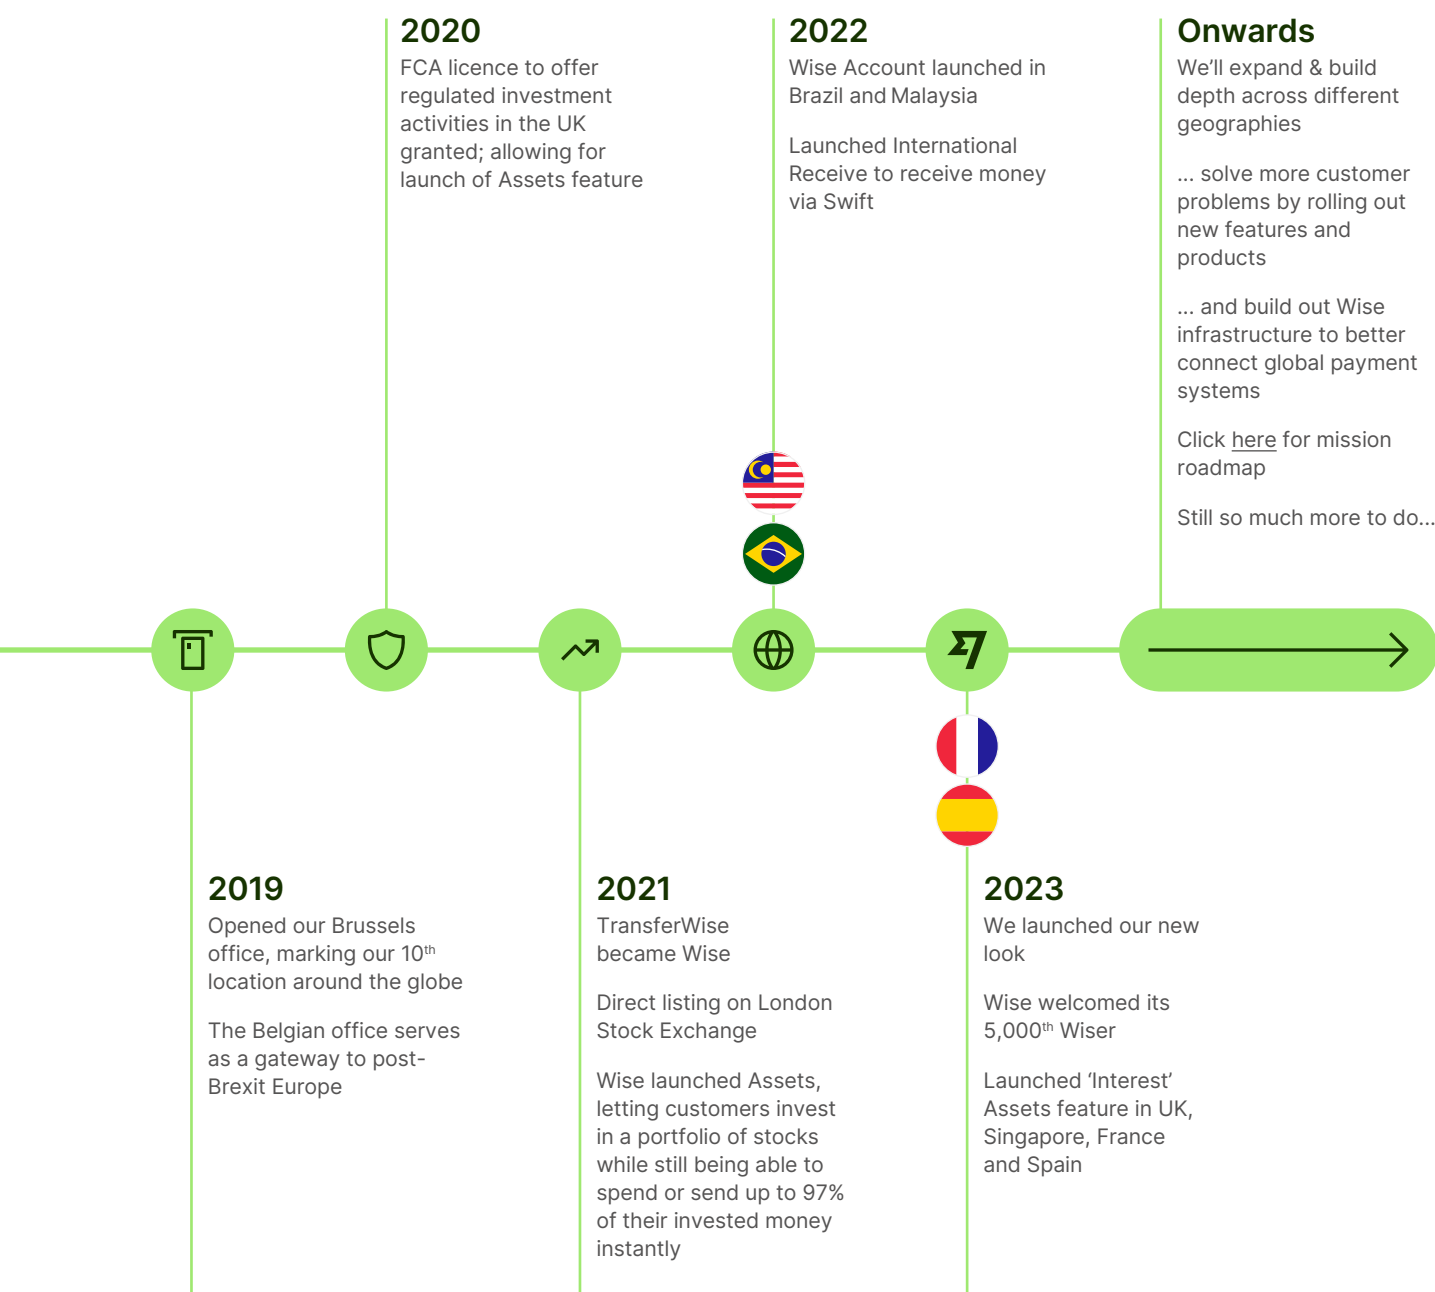 2020
FCA licence to offer
regulated investment
activities in the UK
granted; allowing for
launch of Assets feature
2022
Wise Account launched in
Brazil and Malaysia
Launched International
Receive to receive money
via Swift
Onwards
We’ll expand & build
depth across different
geographies
... solve more customer
problems by rolling out
new features and
products
... and build out Wise
infrastructure to better
connect global payment
systems
Click here for mission
roadmap
Still so much more to do...
2019
Opened our Brussels
office, marking our 10th
location around the globe
The Belgian office serves
as a gateway to post-
Brexit Europe
2021
TransferWise
became Wise
Direct listing on London
Stock Exchange
Wise launched Assets,
letting customers invest
in a portfolio of stocks
while still being able to
spend or send up to 97%
of their invested money
instantly
2023
We launched our new
look
Wise welcomed its
5,000th Wiser
Launched ‘Interest’
Assets feature in UK,
Singapore, France
and Spain